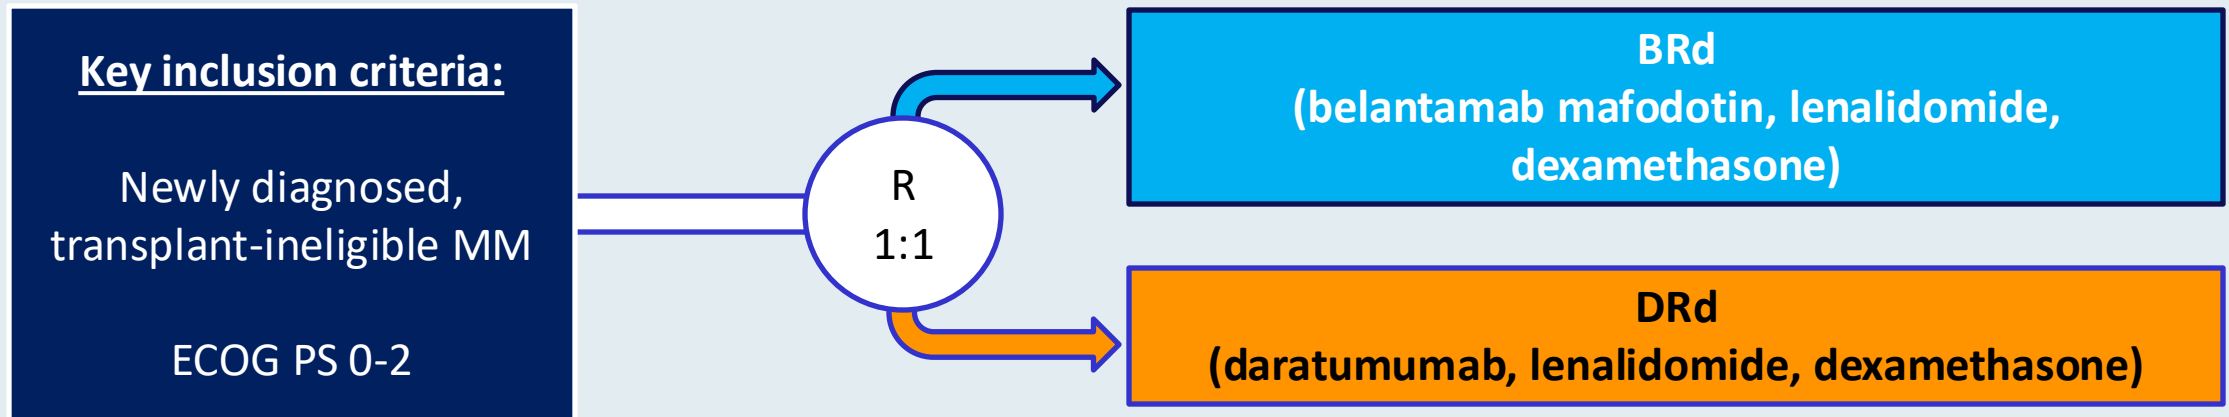 Key inclusion criteria:
Newly diagnosed,
transplant-ineligible MM
ECOG PS 0-2
R
1:1
BRd
(belantamab mafodotin, lenalidomide,
dexamethasone)
DRd
(daratumumab, lenalidomide, dexamethasone)